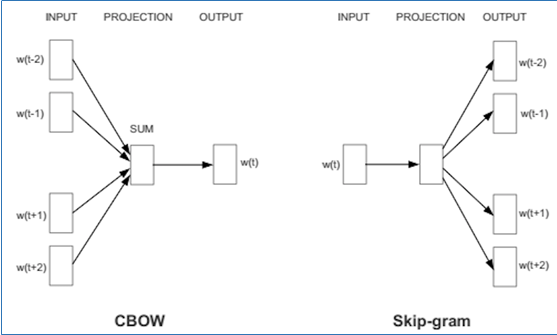 INPUT PROJECTION OUTPUT
w(t-2)
w(t-1)
SUM
w(t)
w(t+1)
w(t+2)
CBOW
INPUT PROJECTION OUTPUT
w(t-2)
w(t-1)
w(t)
w(t+1)
w(t+2)
Skip-gram